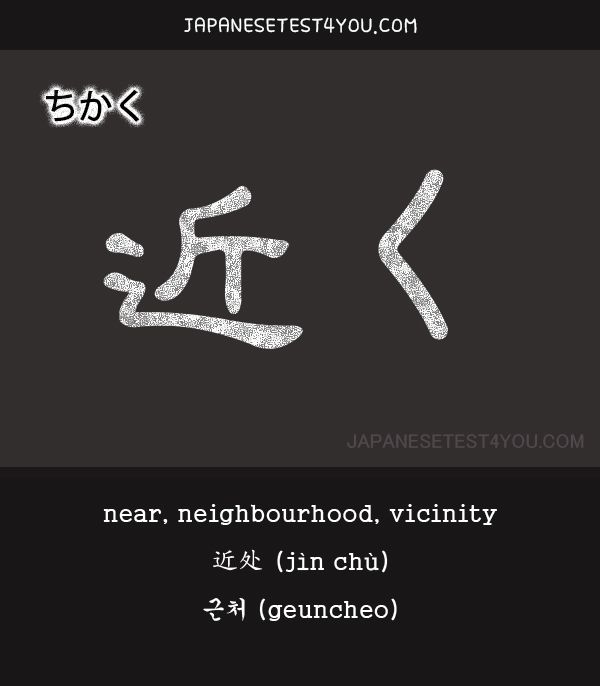 JAPANESETEST4YOU.COM
ちかく
近く
JAPANESETEST4YOU.COM
near, neighbourhood, vicinity
近处 (jìn chù)
근처 (geuncheo)